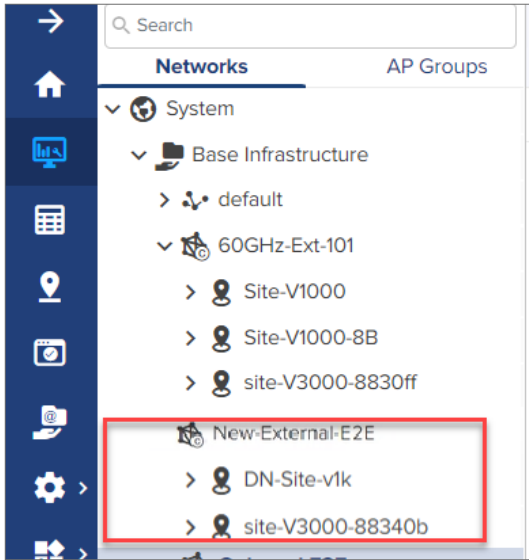 Search
Networks AP Groups
System
Base Infrastructure
default
60GHz-Ext-101
Site-V1000
Site-V1000-8B
site-V3000-8830ff
New-External-E2E
DN-Site-v1k
site-V3000-88340b